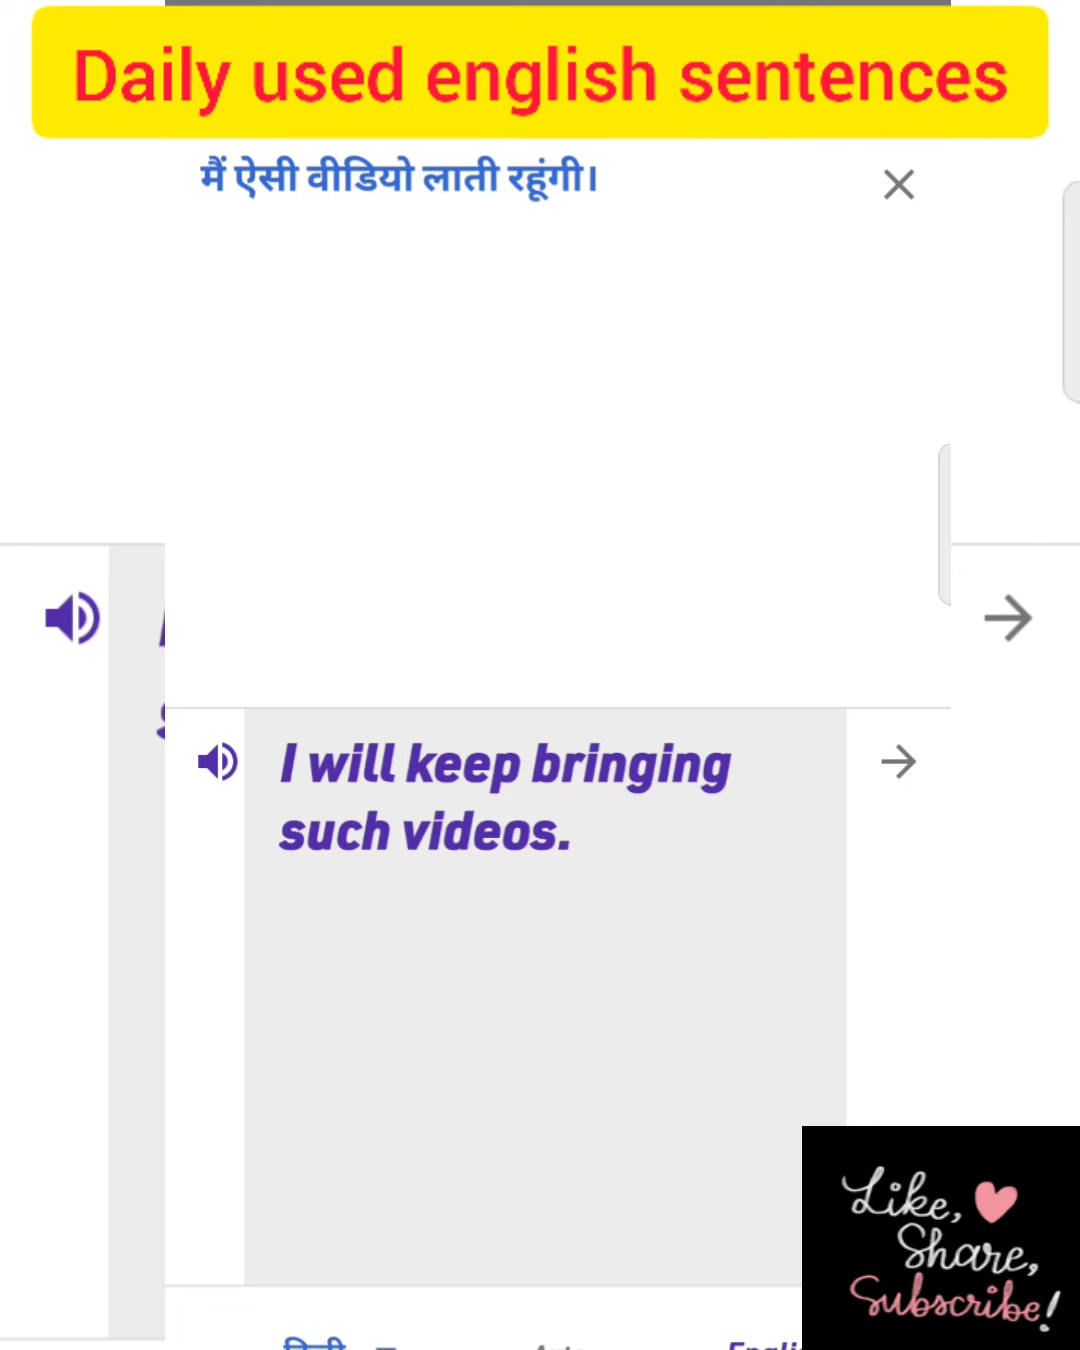 Daily used english sentences
मैं ऐसी वीडियो लाती रहूंगी।
I will keep bringing
such videos.
Like,
Share,
Subscribe!